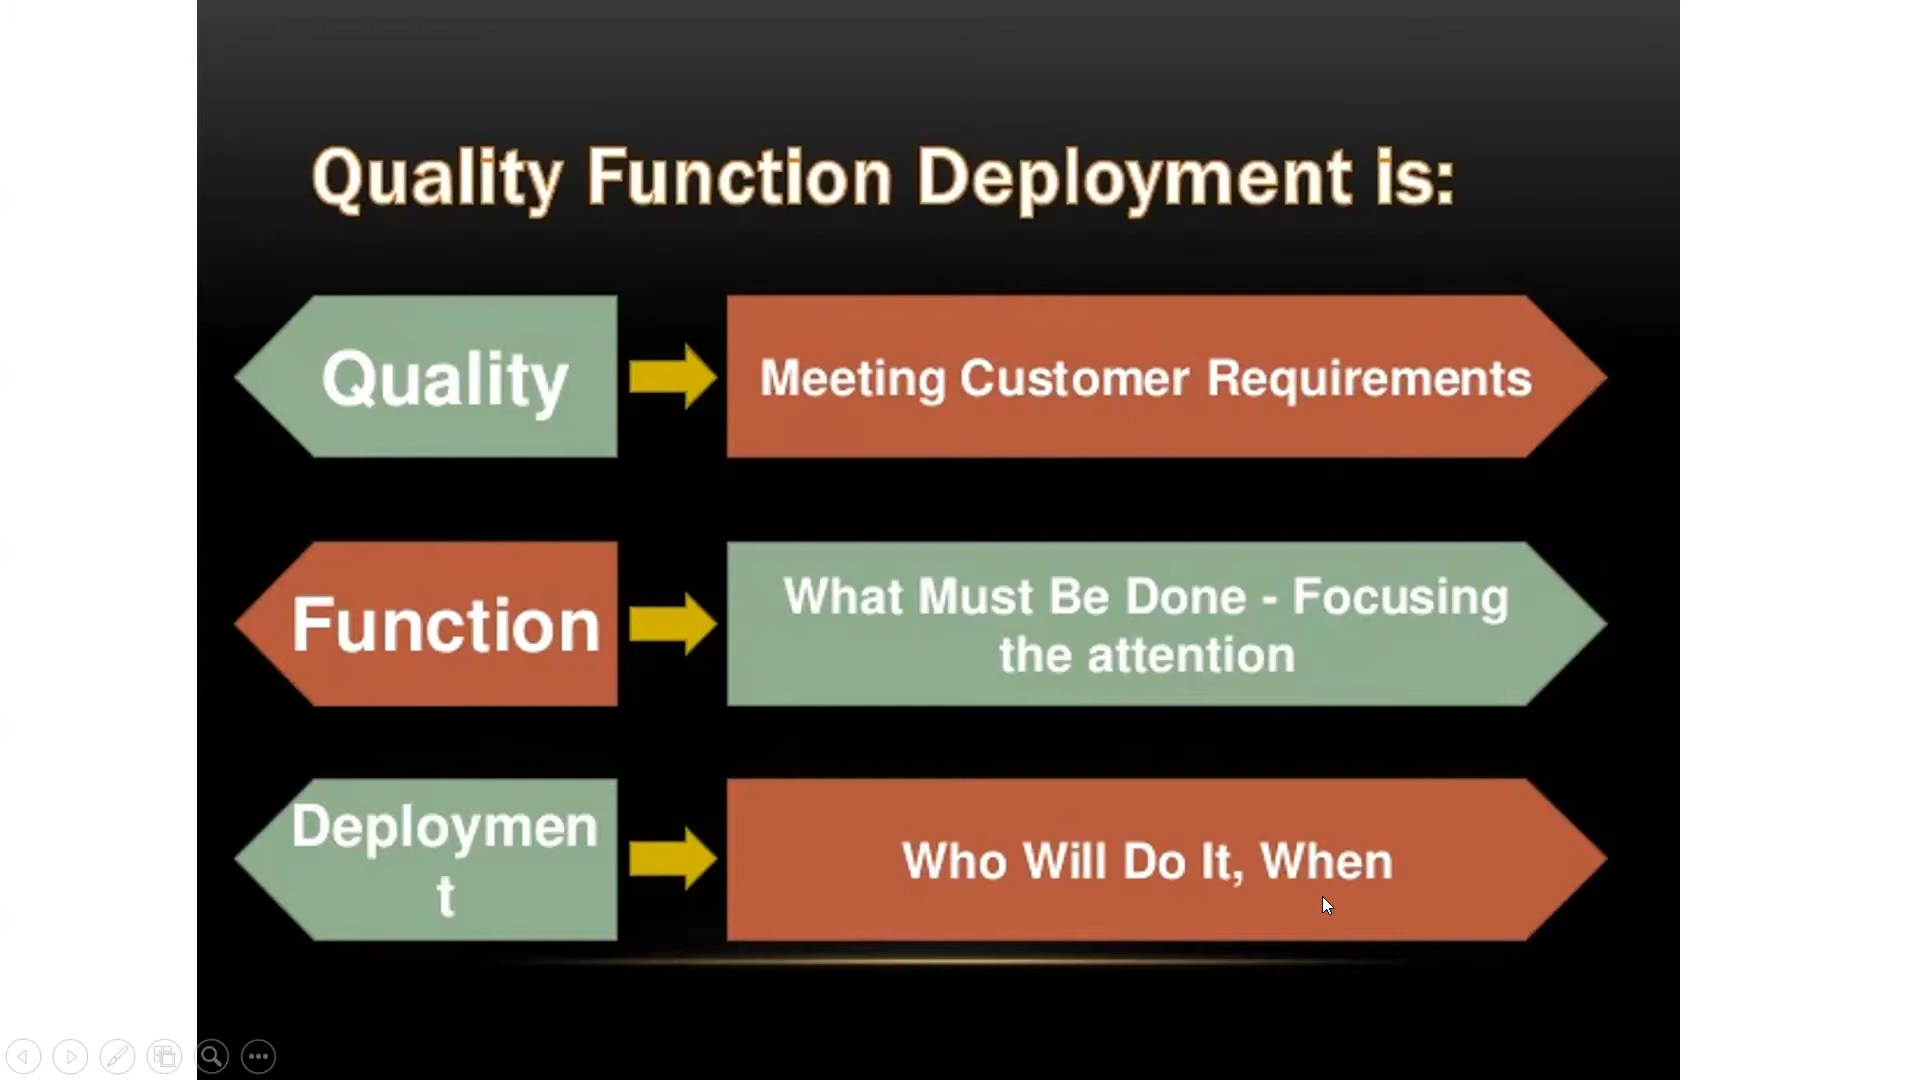 Quality Function Deployment is:
Quality
Meeting Customer Requirements
Function
What Must Be Done - Focusing
the attention
Deploymen
t
Who Will Do It, When